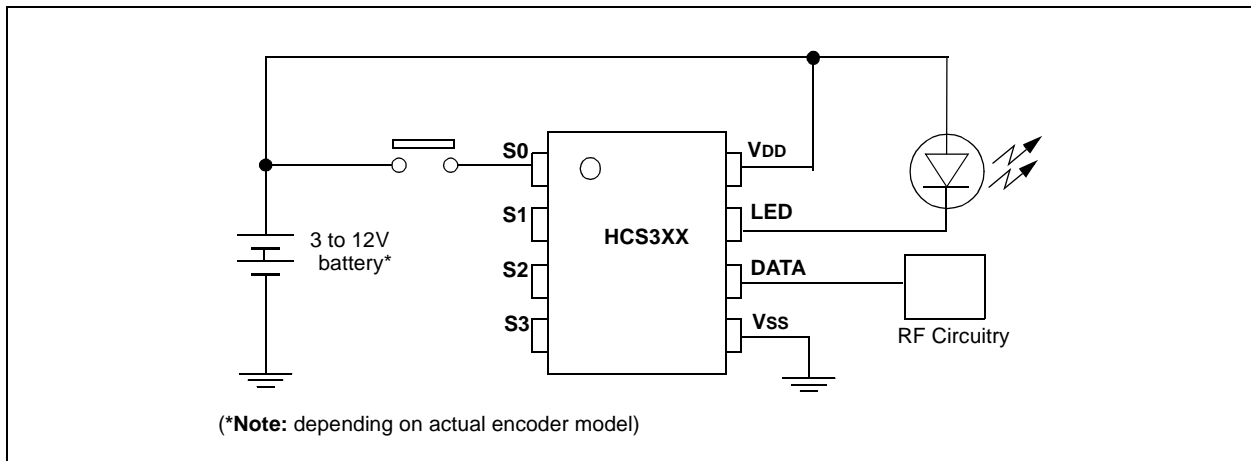 S0
VDD
S1
LED
HCS3XX
3 to 12V
battery*
S2
DATA
S3
VSS
RF Circuitry
(*Note: depending on actual encoder model)